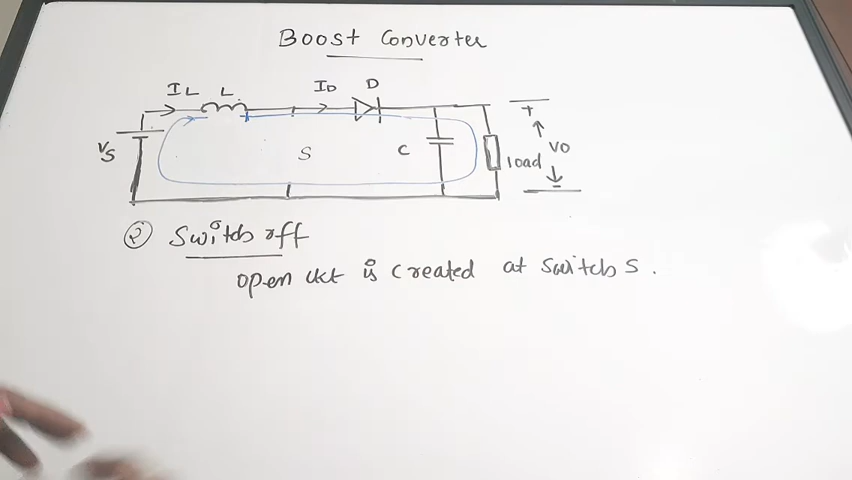 Boost Converter
IL L ID D
+
VS S C load VO
-
② Switch off
open ckt is created at switch S.